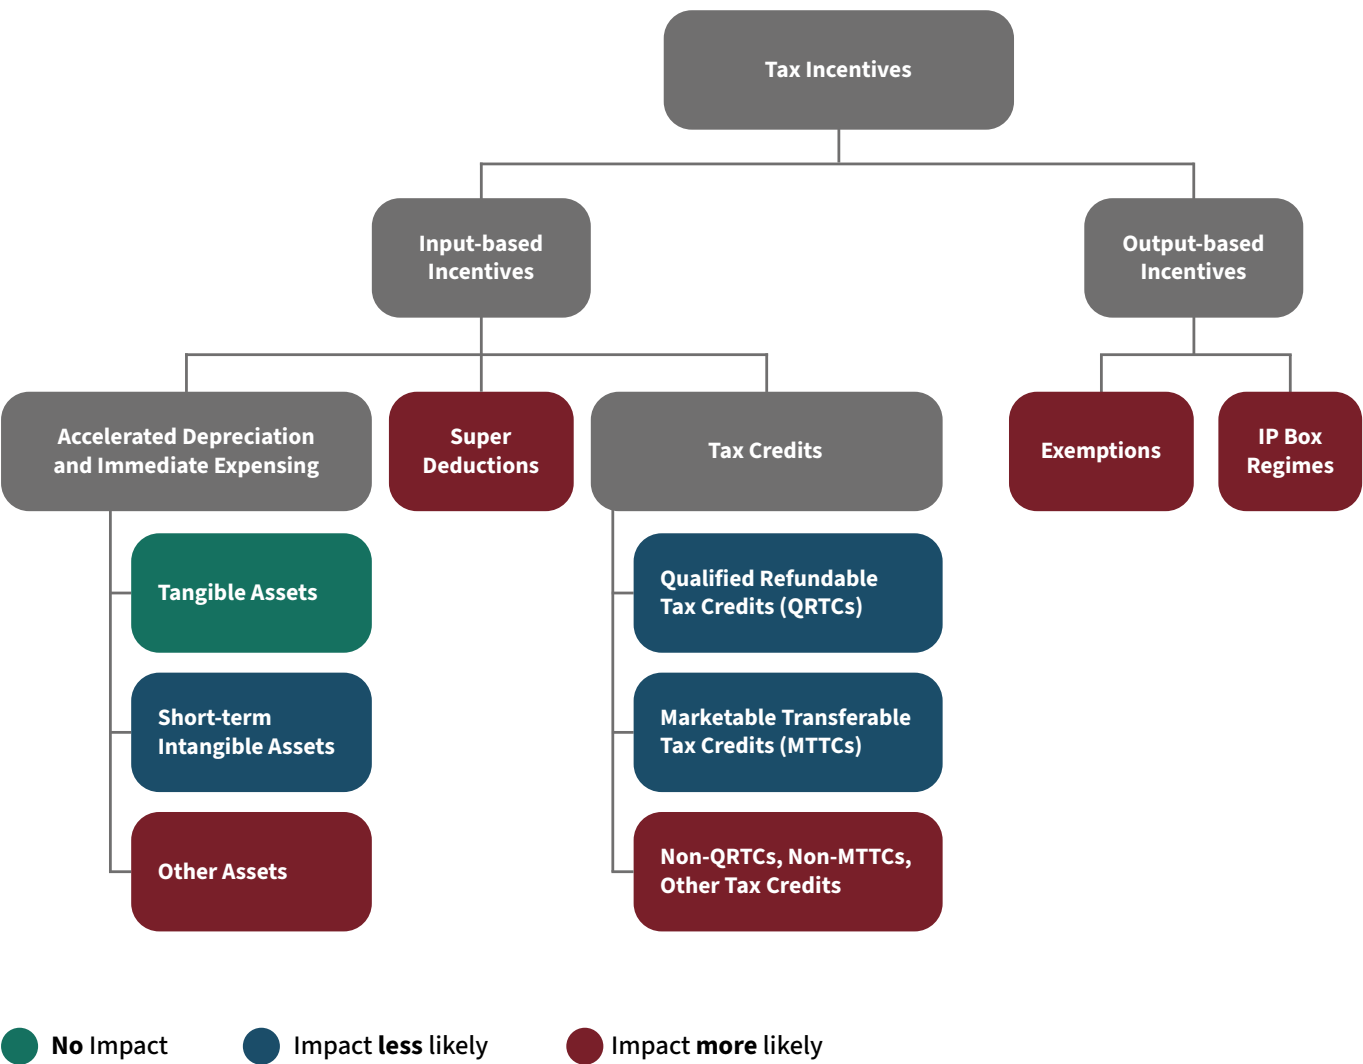 Tax Incentives
Input-based
Incentives
Output-based
Incentives
Accelerated Depreciation
and Immediate Expensing
Super
Deductions
Tax Credits
Exemptions
IP Box
Regimes
Tangible Assets
Short-term
Intangible Assets
Other Assets
Qualified Refundable
Tax Credits (QRTCs)
Marketable Transferable
Tax Credits (MTTCs)
Non-QRTCs, Non-MTTCs,
Other Tax Credits
No Impact
Impact less likely
Impact more likely